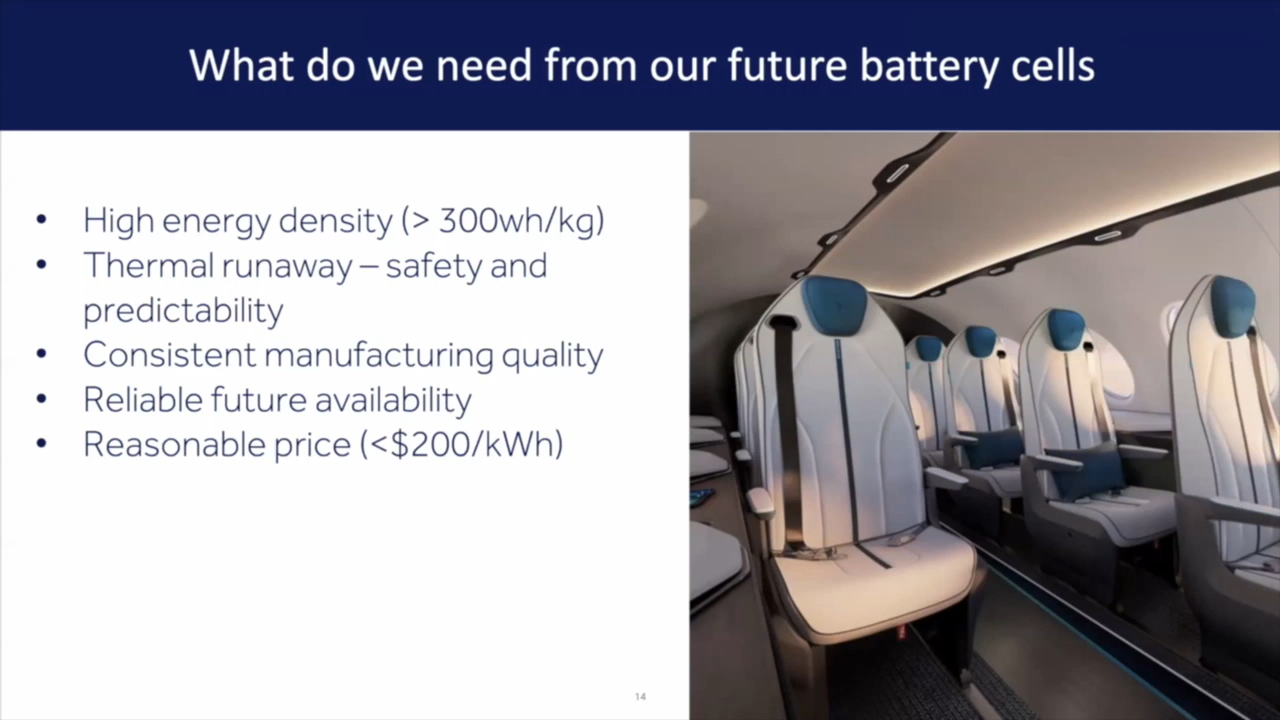 What do we need from our future battery cells
• High energy density (> 300wh/kg)
• Thermal runaway – safety and
predictability
• Consistent manufacturing quality
• Reliable future availability
• Reasonable price (<$200/kWh)
14